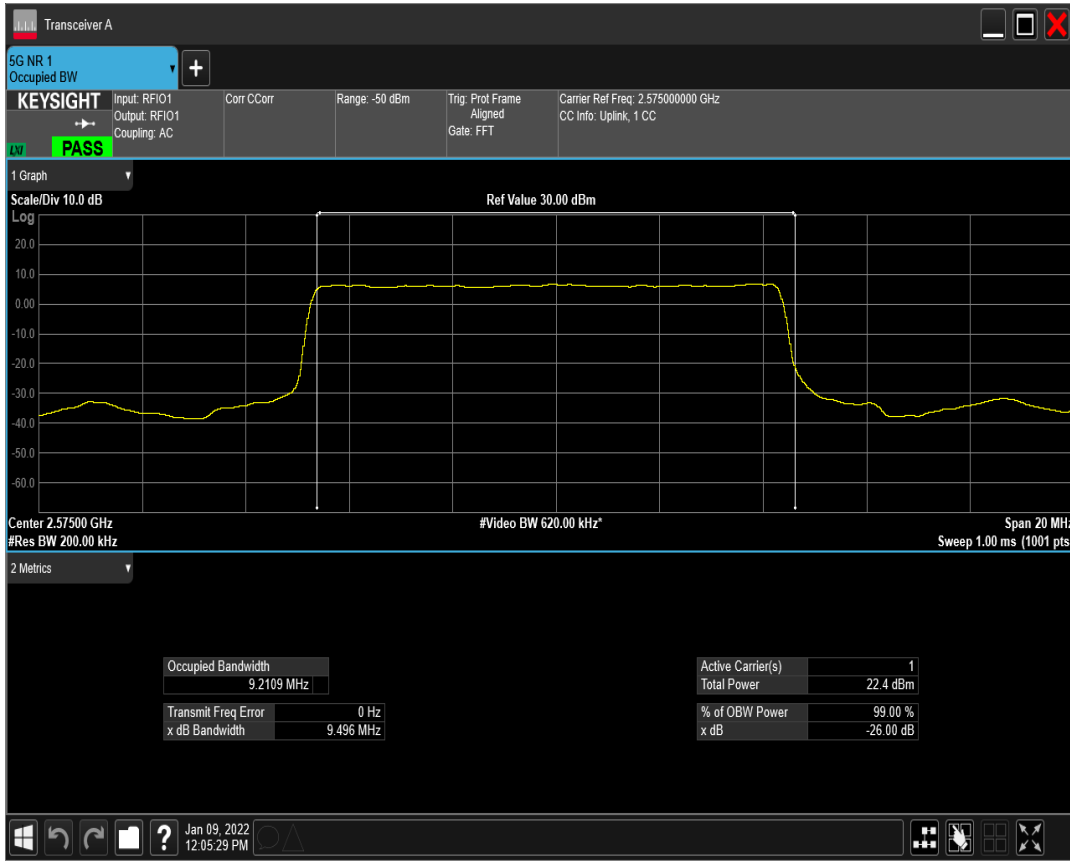 Transceiver A
5G NR 1
Occupied BW
+
KEYSIGHT
LXI
PASS
Input: RFIO1
Output: RFIO1
Coupling: AC
Corr CCorr
Range: -50 dBm
Trig: Prot Frame
Aligned
Gate: FFT
Carrier Ref Freq: 2.575000000 GHz
CC Info: Uplink, 1 CC
1 Graph
Scale/Div 10.0 dB
Ref Value 30.00 dBm
Log
20.0
10.0
0.00
-10.0
-20.0
-30.0
-40.0
-50.0
-60.0
Center 2.57500 GHz
#Video BW 620.00 kHz*
Span 20 MHz
#Res BW 200.00 kHz
Sweep 1.00 ms (1001 pts
2 Metrics
Occupied Bandwidth
9.2109 MHz
Transmit Freq Error 0 Hz
x dB Bandwidth 9.496 MHz
Active Carrier(s) 1
Total Power 22.4 dBm
% of OBW Power 99.00 %
x dB -26.00 dB
?
Jan 09, 2022
12:05:29 PM